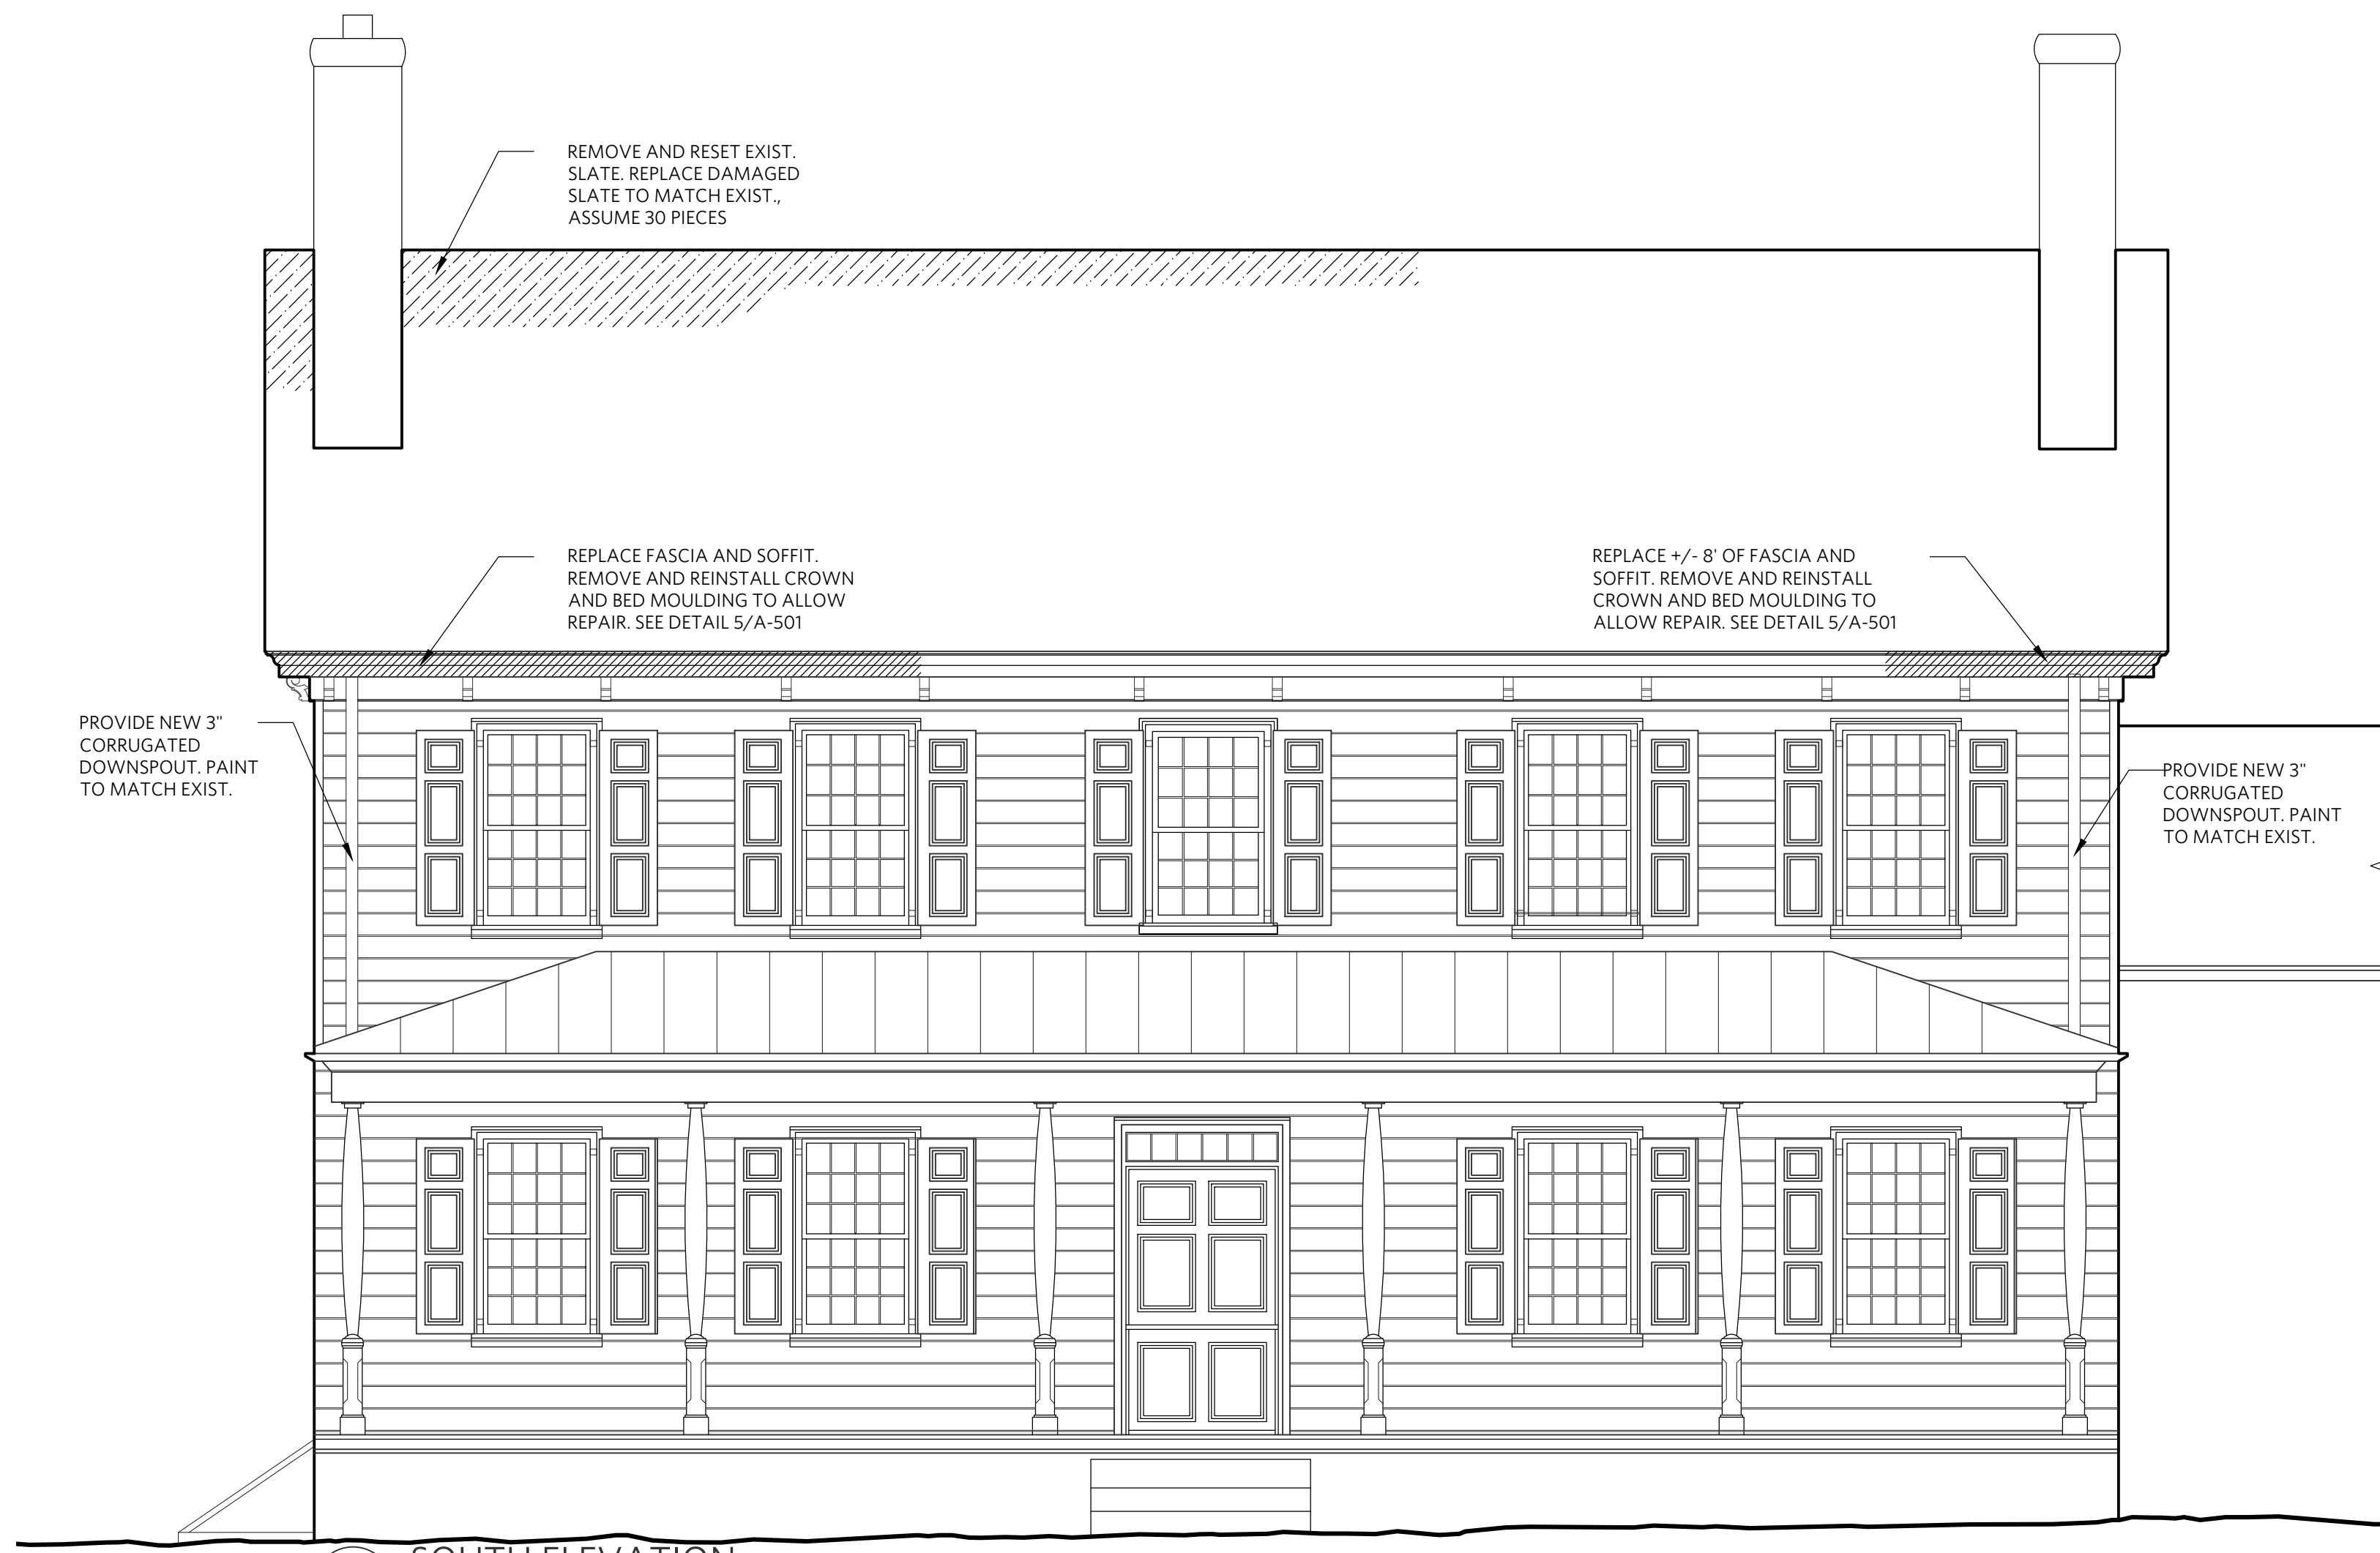 REMOVE AND RESET EXIST.
SLATE. REPLACE DAMAGED
SLATE TO MATCH EXIST.,
ASSUME 30 PIECES
REPLACE FASCIA AND SOFFIT.
REMOVE AND REINSTALL CROWN
AND BED MOULDING TO ALLOW
REPAIR. SEE DETAIL 5/A-501
REPLACE +/- 8' OF FASCIA AND
SOFFIT. REMOVE AND REINSTALL
CROWN AND BED MOULDING TO
ALLOW REPAIR. SEE DETAIL 5/A-501
PROVIDE NEW 3"
CORRUGATED
DOWNSPOUT. PAINT
TO MATCH EXIST.
PROVIDE NEW 3"
CORRUGATED
DOWNSPOUT. PAINT
TO MATCH EXIST.
SOUTH ELEVATION